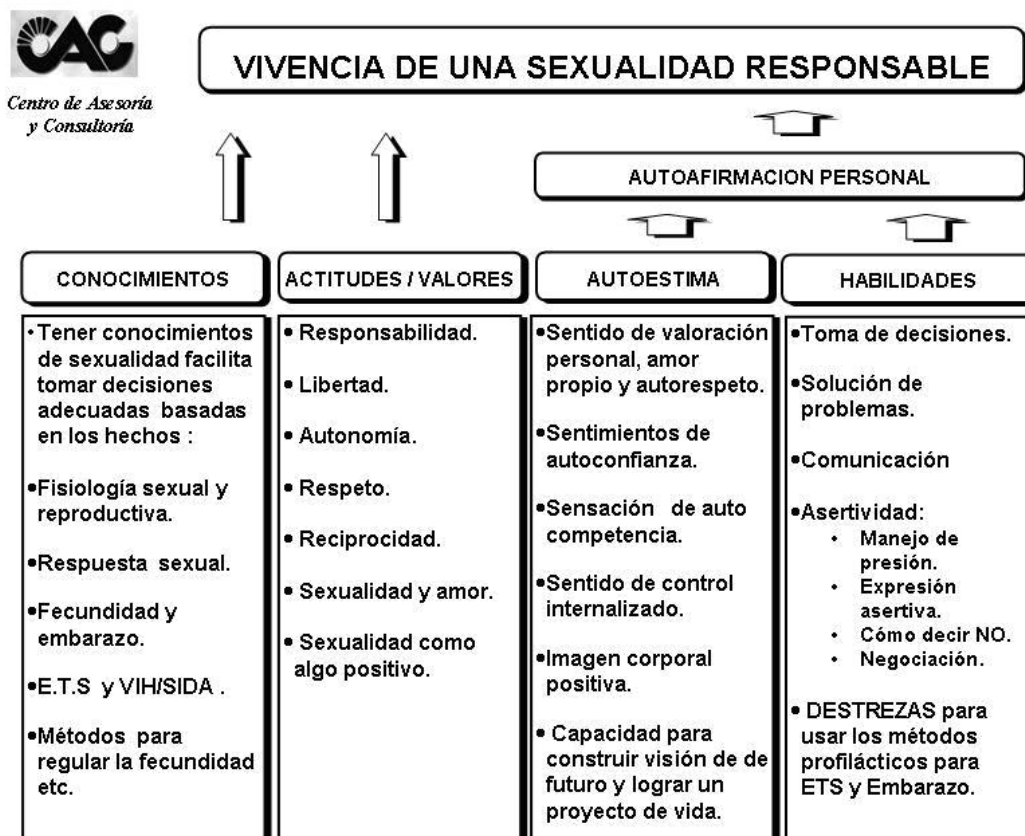 CAC
Centro de Asesoría
y Consultoría
VIVENCIA DE UNA SEXUALIDAD RESPONSABLE
AUTOAFIRMACION PERSONAL
CONOCIMIENTOS
• Tener conocimientos
de sexualidad facilita
tomar decisiones
adecuadas basadas
en los hechos :
•Fisiología sexual y
reproductiva.
•Respuesta sexual.
•Fecundidad y
embarazo.
•E.T.S y VIH/SIDA .
•Métodos para
regular la fecundidad
etc.
ACTITUDES / VALORES
• Responsabilidad.
• Libertad.
• Autonomía.
• Respeto.
• Reciprocidad.
• Sexualidad y amor.
• Sexualidad como
algo positivo.
AUTOESTIMA
•Sentido de valoración
personal, amor
propio y autorespeto.
•Sentimientos de
autoconfianza.
•Sensación de auto
competencia.
•Sentido de control
internalizado.
•Imagen corporal
positiva.
• Capacidad para
construir visión de de
futuro y lograr un
proyecto de vida.
HABILIDADES
•Toma de decisiones.
•Solución de
problemas.
•Comunicación
•Asertividad:
• Manejo de
presión.
• Expresión
asertiva.
• Cómo decir NO.
• Negociación.
• DESTREZAS para
usar los métodos
profilácticos para
ETS y Embarazo.